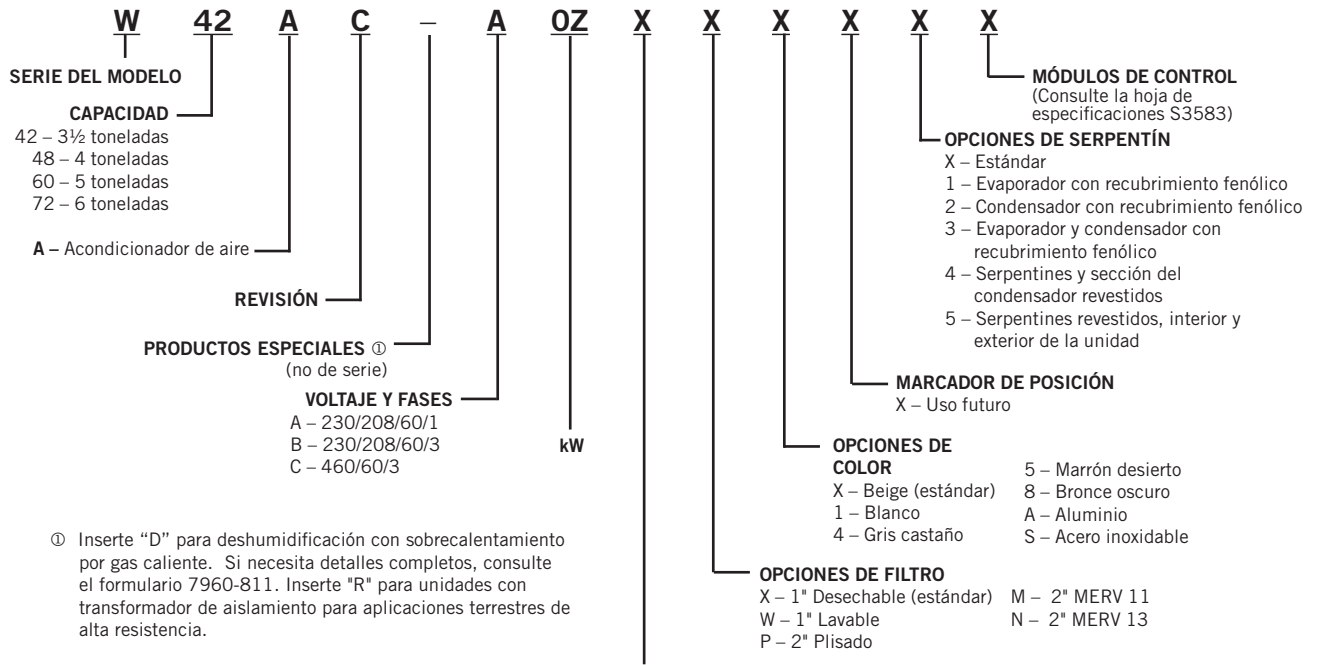 W 42 A C – A 0Z X X X X X X
SERIE DEL MODELO
CAPACIDAD
42 – 3½ toneladas
48 – 4 toneladas
60 – 5 toneladas
72 – 6 toneladas
A – Acondicionador de aire
REVISIÓN
PRODUCTOS ESPECIALES ①
(no de serie)
VOLTAJE Y FASES
A – 230/208/60/1
B – 230/208/60/3
C – 460/60/3
kW
MÓDULOS DE CONTROL
(Consulte la hoja de
especificaciones S3583)
OPCIONES DE SERPENTÍN
X – Estándar
1 – Evaporador con recubrimiento fenólico
2 – Condensador con recubrimiento fenólico
3 – Evaporador y condensador con
recubrimiento fenólico
4 – Serpentines y sección del
condensador revestidos
5 – Serpentines revestidos, interior y
exterior de la unidad
MARCADOR DE POSICIÓN
X – Uso futuro
OPCIONES DE
COLOR
X – Beige (estándar)
1 – Blanco
4 – Gris castaño
5 – Marrón desierto
8 – Bronce oscuro
A – Aluminio
S – Acero inoxidable
OPCIONES DE FILTRO
X – 1" Desechable (estándar)
W – 1" Lavable
P – 2" Plisado
M – 2" MERV 11
N – 2" MERV 13
① Inserte “D” para deshumidificación con sobrecalentamiento
por gas caliente. Si necesita detalles completos, consulte
el formulario 7960-811. Inserte "R" para unidades con
transformador de aislamiento para aplicaciones terrestres de
alta resistencia.